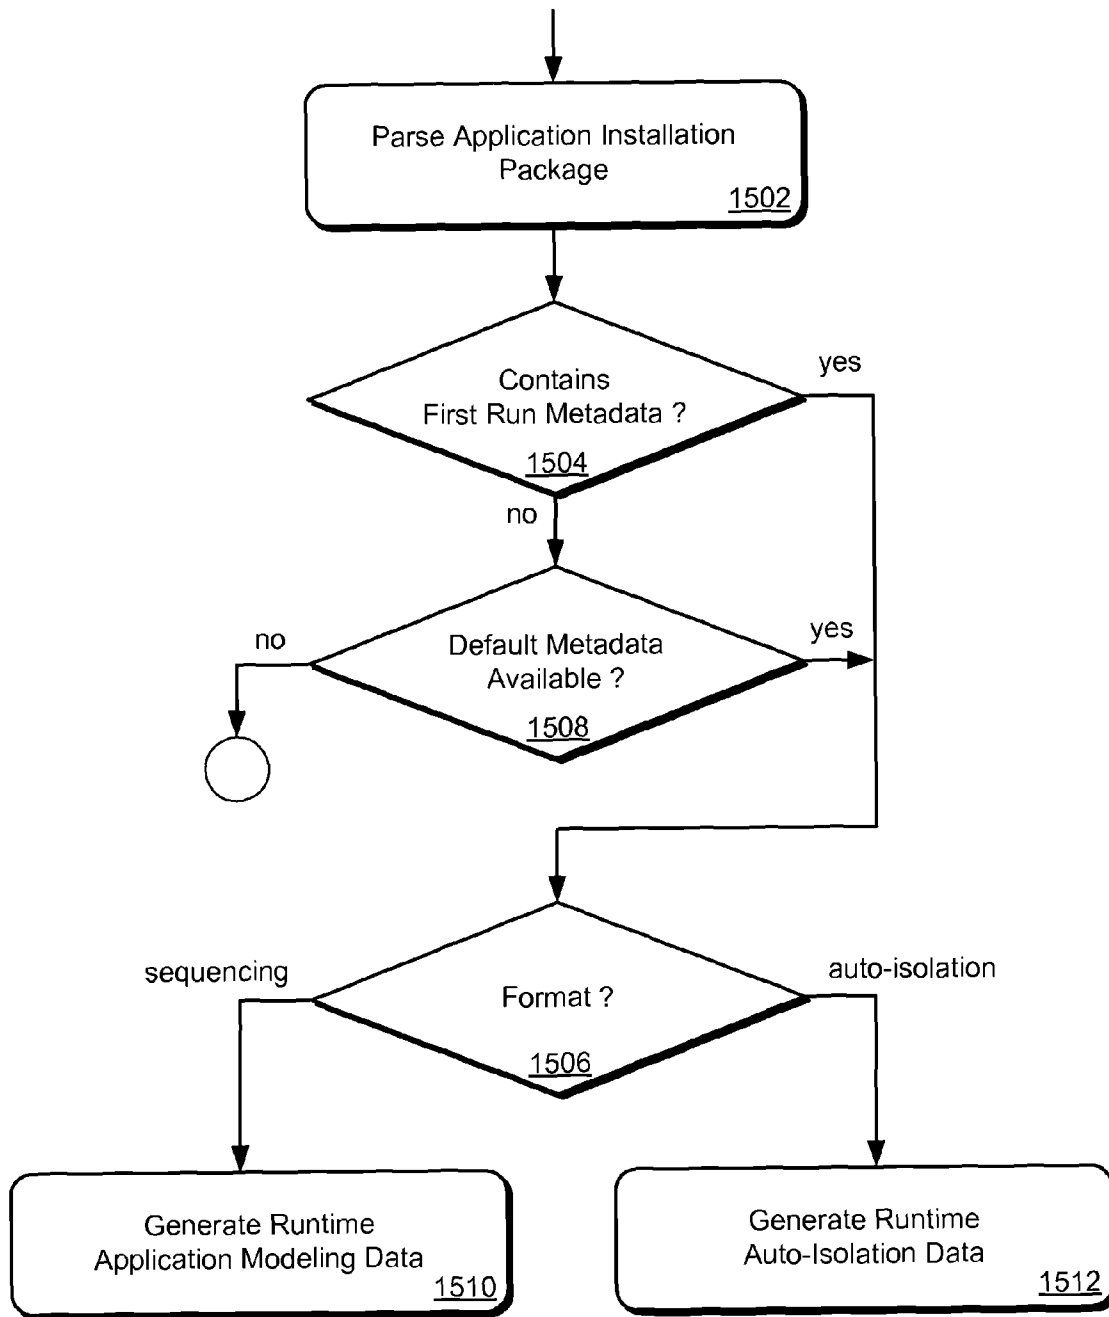 Parse Application Installation
Package
1502
yes
Contains
First Run Metadata ?
1504
no
no
yes
Default Metadata
Available ?
1508
sequencing
auto-isolation
Format ?
1506
Generate Runtime
Application Modeling Data
1510
Generate Runtime
Auto-Isolation Data
1512